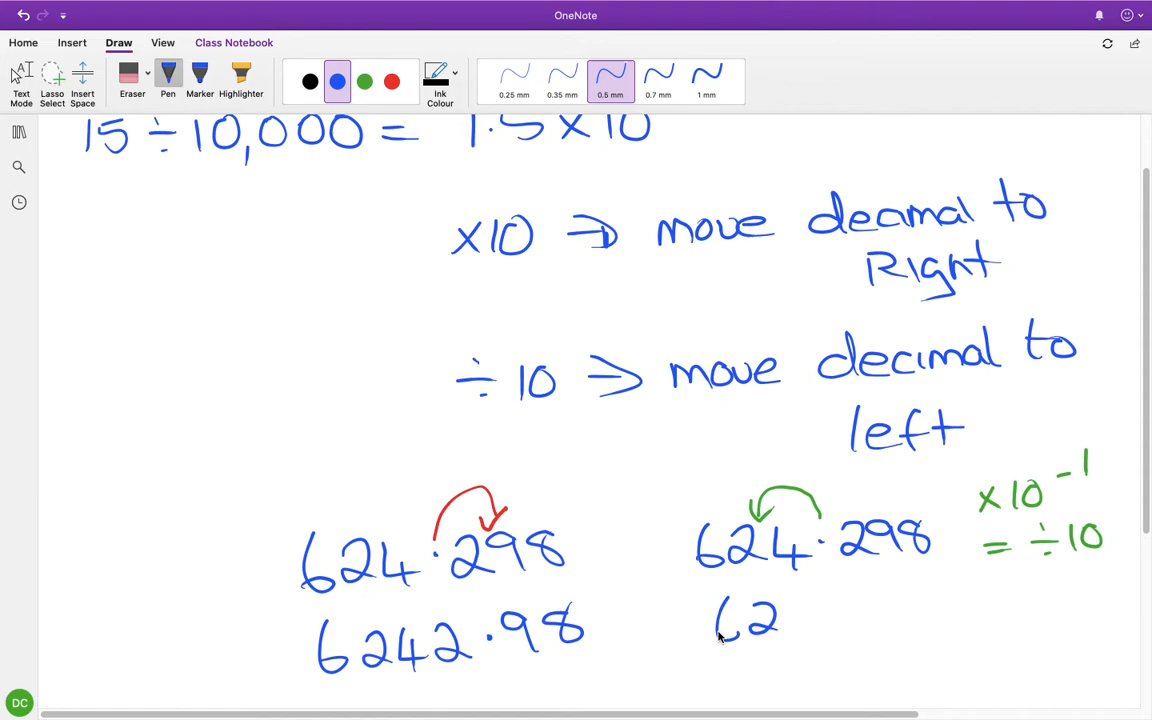 OneNote
Home Insert Draw View Class Notebook
Text Mode Lasso Select Insert Space Eraser Pen Marker Highlighter Ink Colour 0.25 mm 0.35 mm 0.5 mm 0.7 mm 1 mm
15 ÷ 10,000 = 1.5 × 10
×10 ⇒ move decimal to
Right
÷ 10 ⇒ move decimal to
left
×10⁻¹
= ÷10
624.298 624.298
6242.98 62
DC